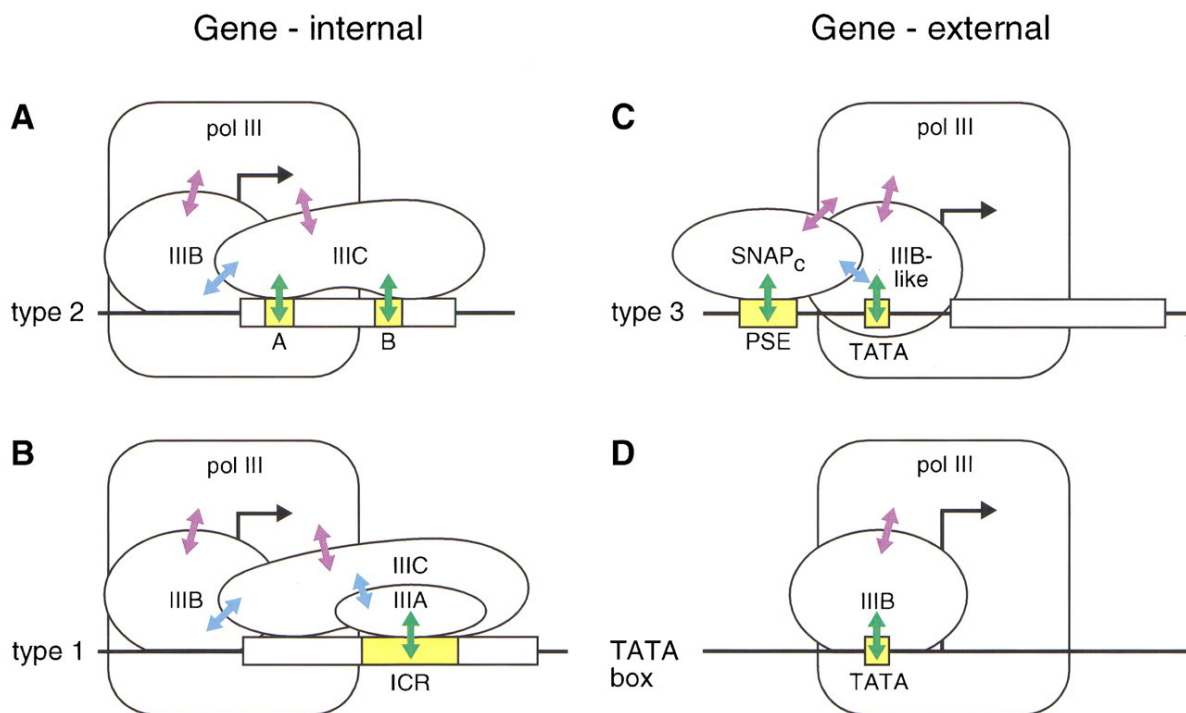 Gene - internal
Gene - external
A
pol III
IIIB
IIIC
type 2
A
B
C
pol III
SNAPc
IIIB-
like
type 3
PSE
TATA
B
pol III
IIIC
IIIB
IIIA
type 1
ICR
D
pol III
IIIB
TATA
box
TATA